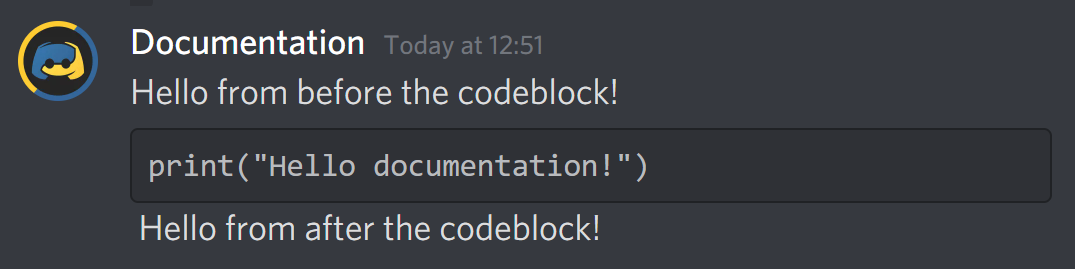 Documentation Today at 12:51
Hello from before the codeblock!
print("Hello documentation!")
Hello from after the codeblock!